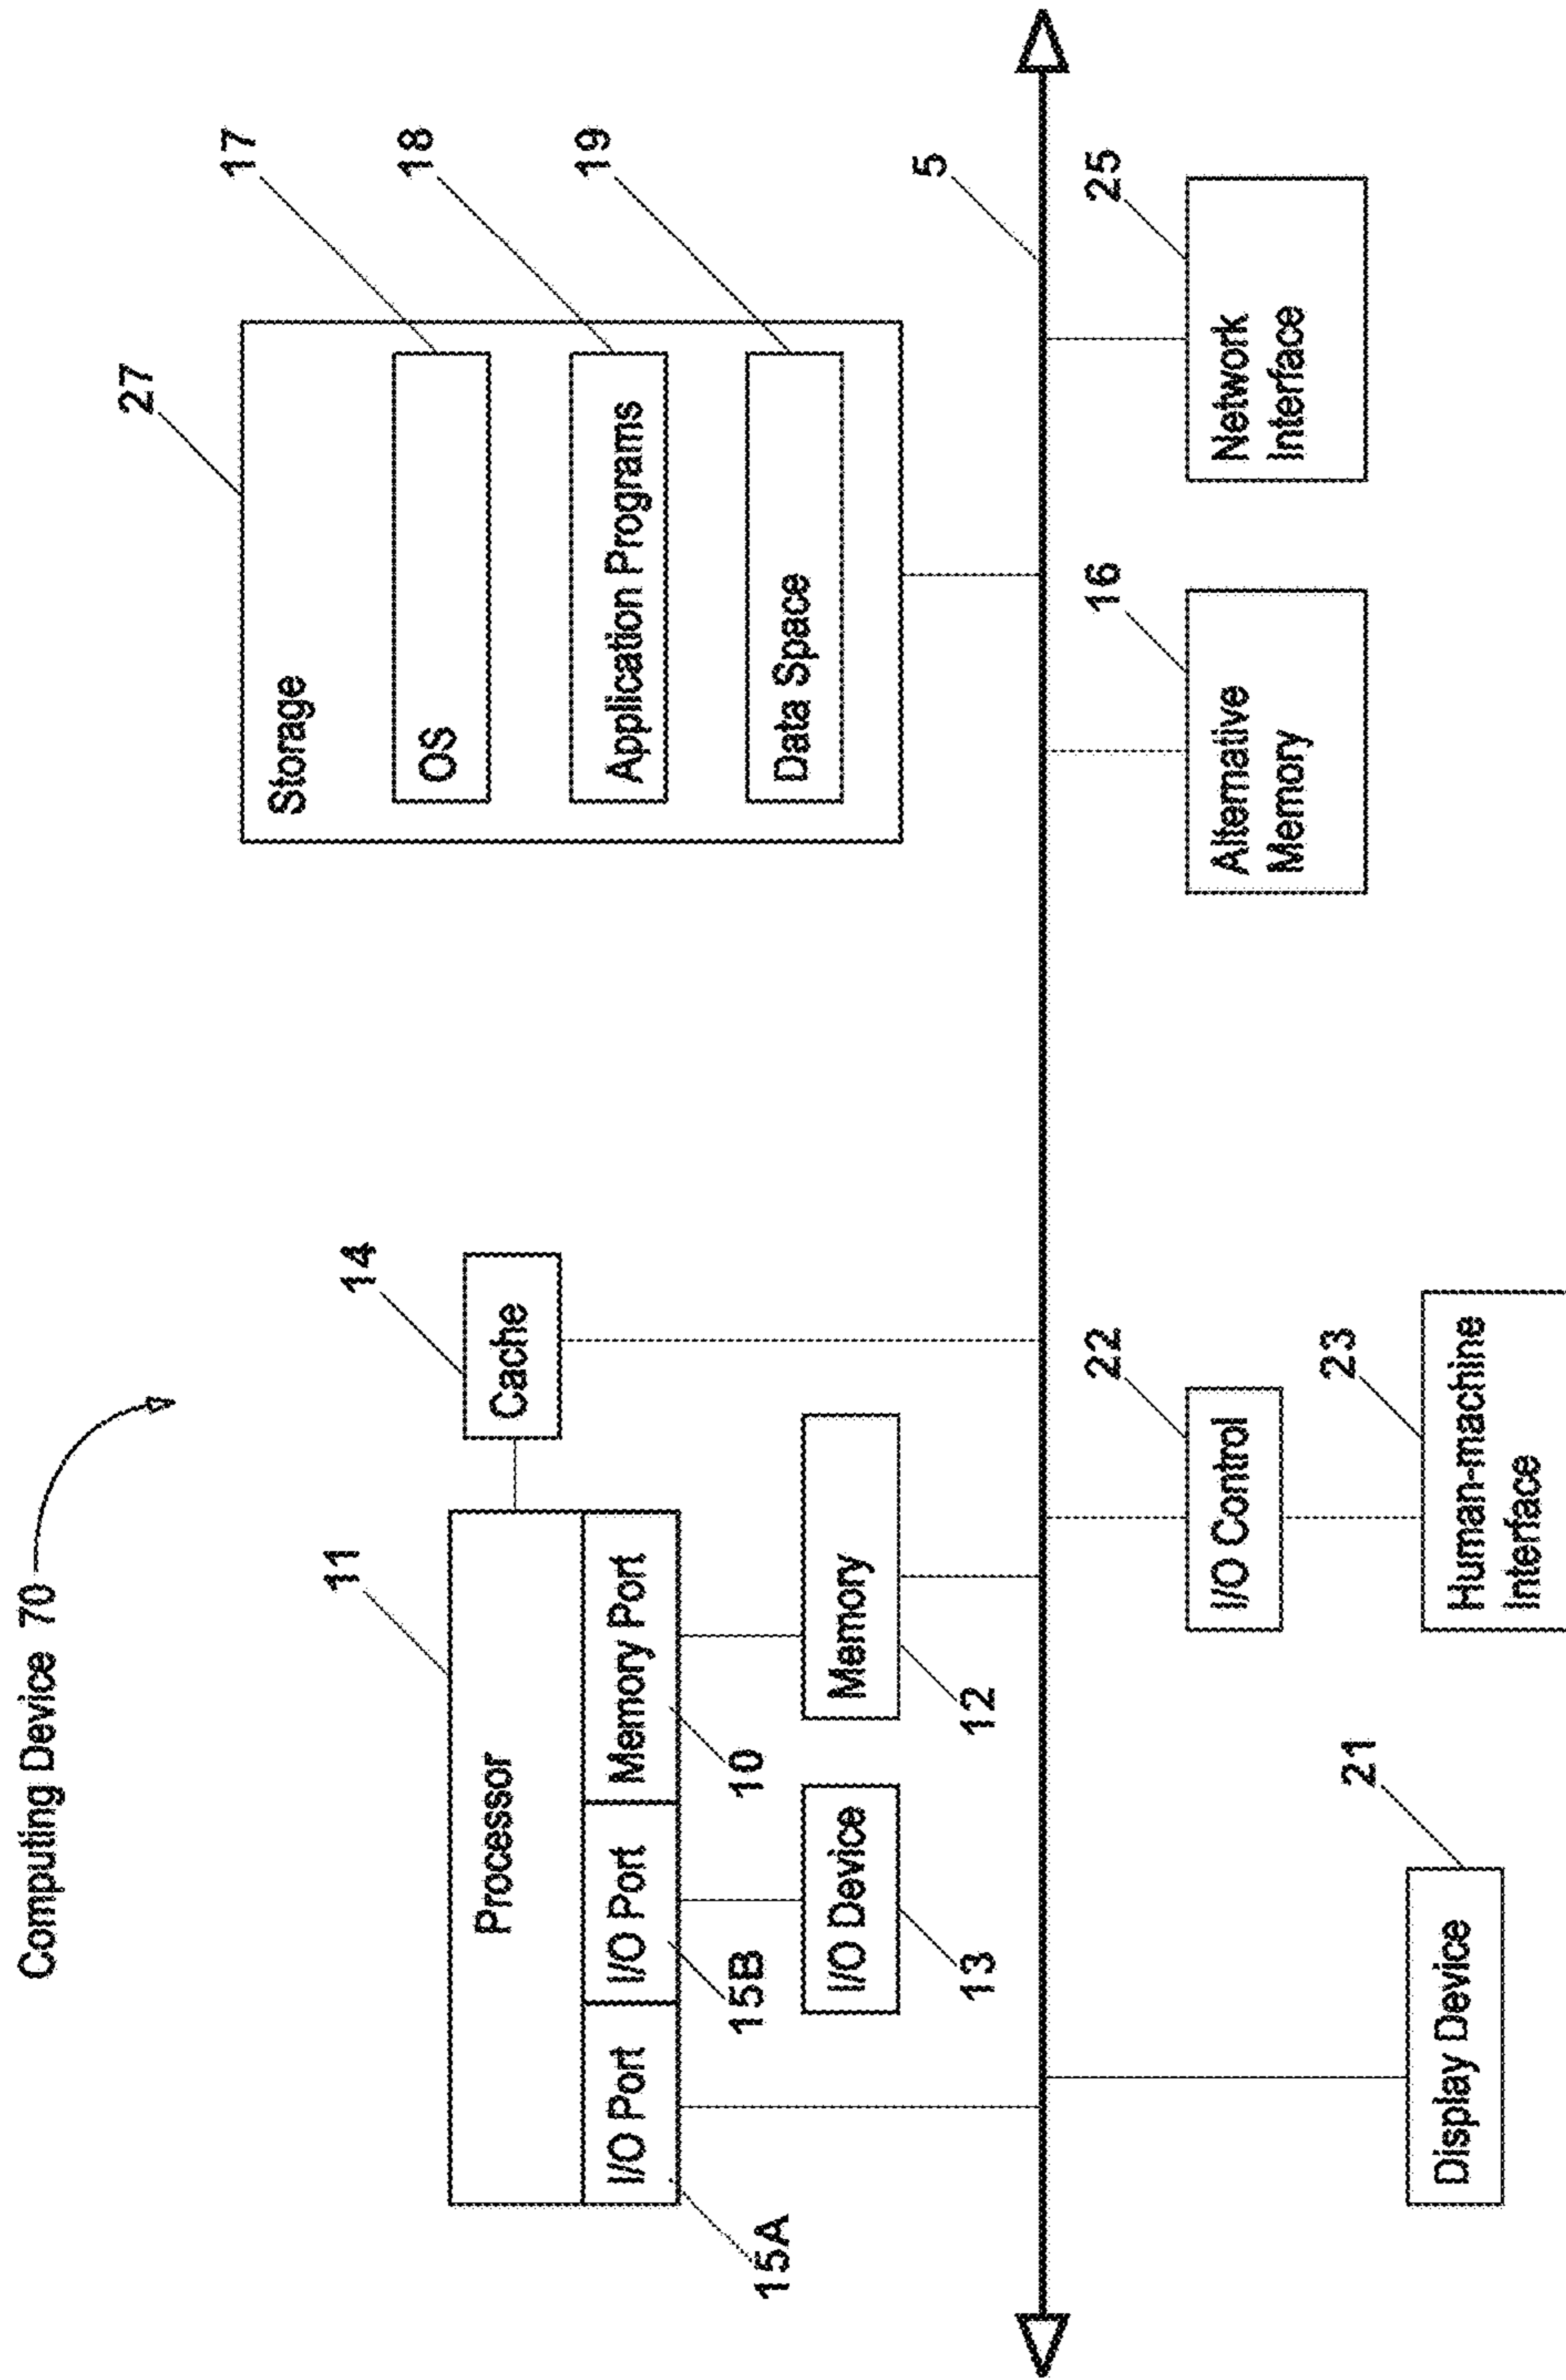 Computing Device 70
27
17
18
19
Storage
OS
Application Programs
Data Space
11
Processor
14
Cache
I/O Port
I/O Port
Memory Port
15A
15B
10
I/O Device
13
Memory
12
5
21
Display Device
22
I/O Control
23
Human-machine
Interface
16
Alternative
Memory
25
Network
Interface